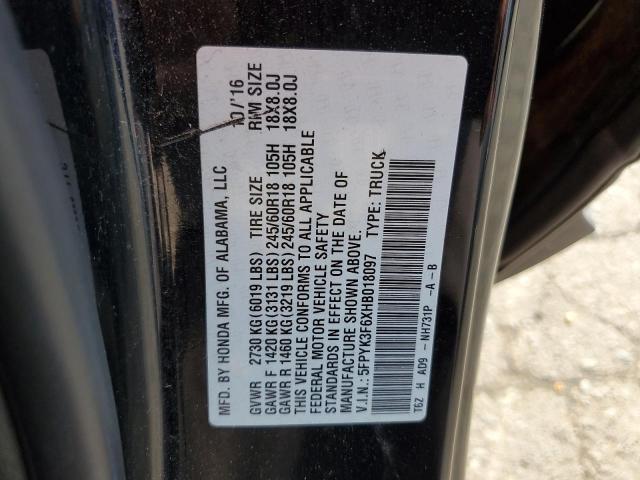 MFD. BY HONDA MFG. OF ALABAMA, LLC 10/'16
GVWR 2730 KG (6019 LBS) TIRE SIZE RIM SIZE
GAWR F 1420 KG (3131 LBS) 245/60R18 105H 18X8.0J
GAWR R 1460 KG (3219 LBS) 245/60R18 105H 18X8.0J
THIS VEHICLE CONFORMS TO ALL APPLICABLE
FEDERAL MOTOR VEHICLE SAFETY
STANDARDS IN EFFECT ON THE DATE OF
MANUFACTURE SHOWN ABOVE.
V.I.N.: 5FPYK3F6XHB018097 TYPE: TRUCK
T6Z H AD9 - NH731P -A -B